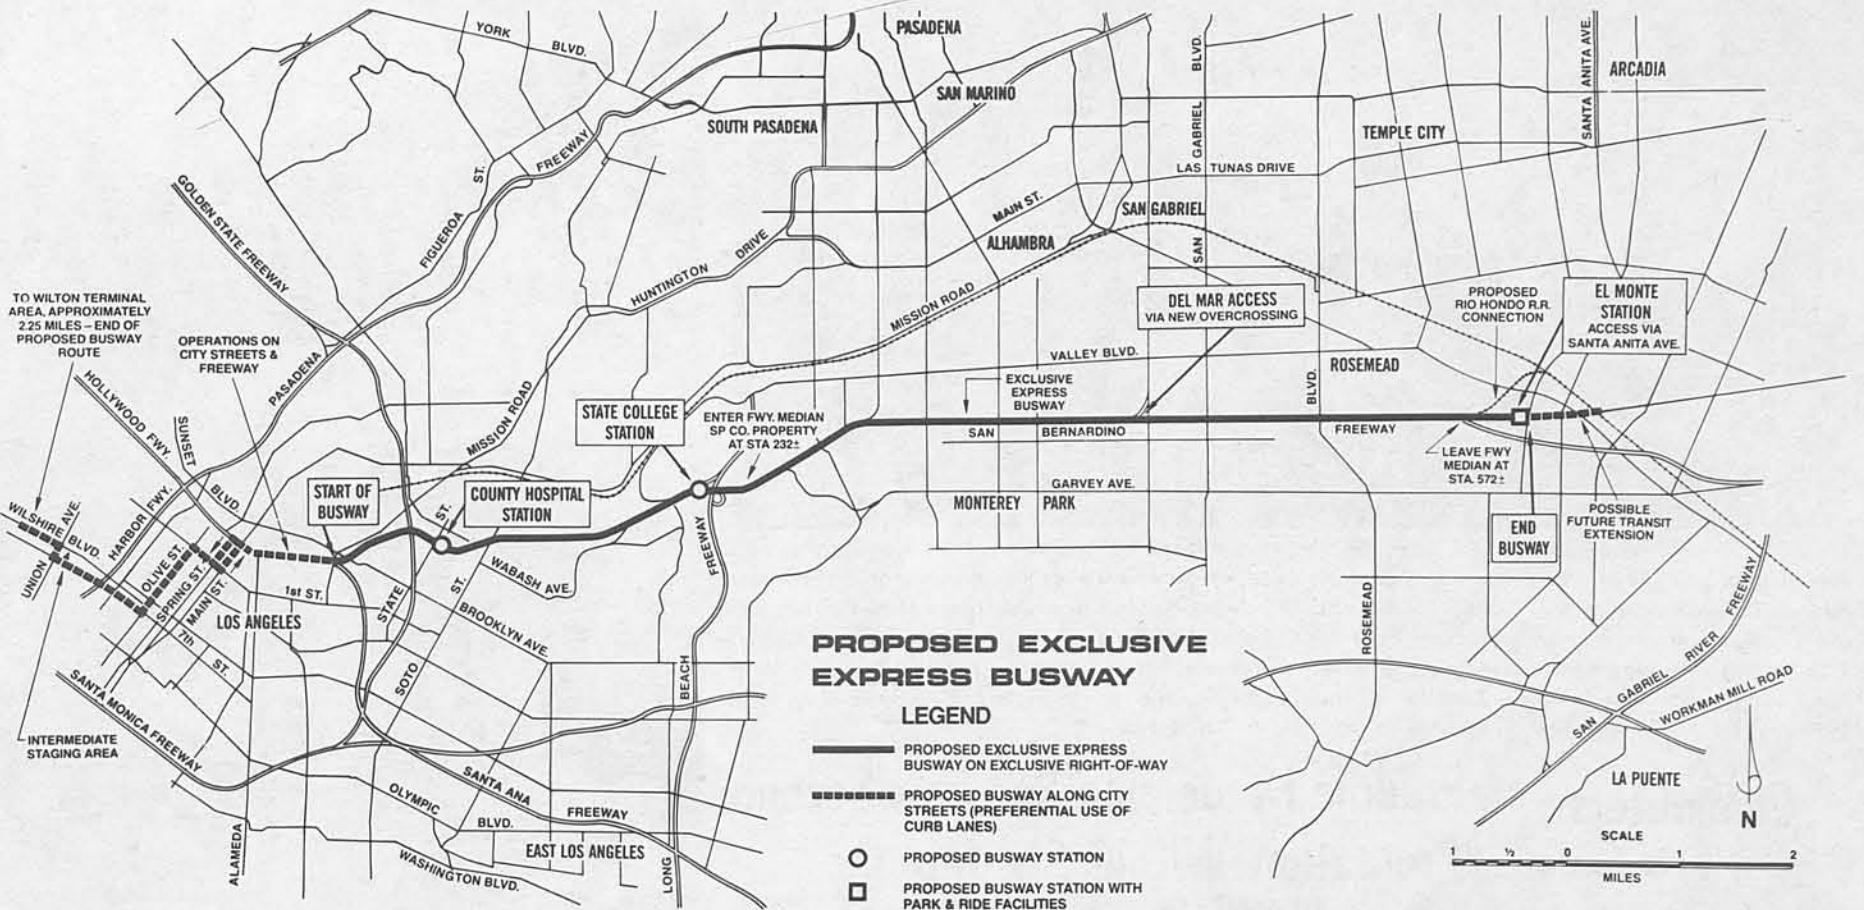 YORK BLVD.
PASADENA
SAN MARINO
SOUTH PASADENA
SAN GABRIEL BLVD.
SANTA ANITA AVE.
ARCADIA
TEMPLE CITY
LAS TUNAS DRIVE
FIGUEROA ST.
PASADENA FREEWAY
GOLDEN STATE FREEWAY
HUNTINGTON DRIVE
MAIN ST.
SAN GABRIEL
ALHAMBRA
MISSION ROAD
TO WILTON TERMINAL
AREA, APPROXIMATELY
2.25 MILES – END OF
PROPOSED BUSWAY
ROUTE
OPERATIONS ON
CITY STREETS &
FREEWAY
DEL MAR ACCESS
VIA NEW OVERCROSSING
PROPOSED
RIO HONDO R.R.
CONNECTION
EL MONTE
STATION
ACCESS VIA
SANTA ANITA AVE.
VALLEY BLVD.
ROSEMEAD
HOLLYWOOD FWY.
SUNSET BLVD.
MISSION ROAD
STATE COLLEGE
STATION
ENTER FWY. MEDIAN
SP CO. PROPERTY
AT STA 232±
EXCLUSIVE
EXPRESS
BUSWAY
SAN BERNARDINO FREEWAY
LEAVE FWY
MEDIAN AT
STA. 572±
START OF
BUSWAY
COUNTY HOSPITAL
STATION
GARVEY AVE.
MONTEREY PARK
END
BUSWAY
POSSIBLE
FUTURE TRANSIT
EXTENSION
WILSHIRE BLVD.
UNION AVE.
HARBOR FWY.
OLIVE ST.
SPRING ST.
MAIN ST.
1st ST.
7th ST.
LOS ANGELES
STATE ST.
SOTO ST.
WABASH AVE.
BROOKLYN AVE.
LONG BEACH FREEWAY
ROSEMEAD BLVD.
SAN GABRIEL RIVER FREEWAY
WORKMAN MILL ROAD
LA PUENTE
INTERMEDIATE
STAGING AREA
SANTA MONICA FREEWAY
SANTA ANA FREEWAY
OLYMPIC BLVD.
EAST LOS ANGELES
WASHINGTON BLVD.
ALAMEDA
PROPOSED EXCLUSIVE
EXPRESS BUSWAY
LEGEND
PROPOSED EXCLUSIVE EXPRESS
BUSWAY ON EXCLUSIVE RIGHT-OF-WAY
PROPOSED BUSWAY ALONG CITY
STREETS (PREFERENTIAL USE OF
CURB LANES)
PROPOSED BUSWAY STATION
PROPOSED BUSWAY STATION WITH
PARK & RIDE FACILITIES
N
SCALE
1 ½ 0 1 2
MILES